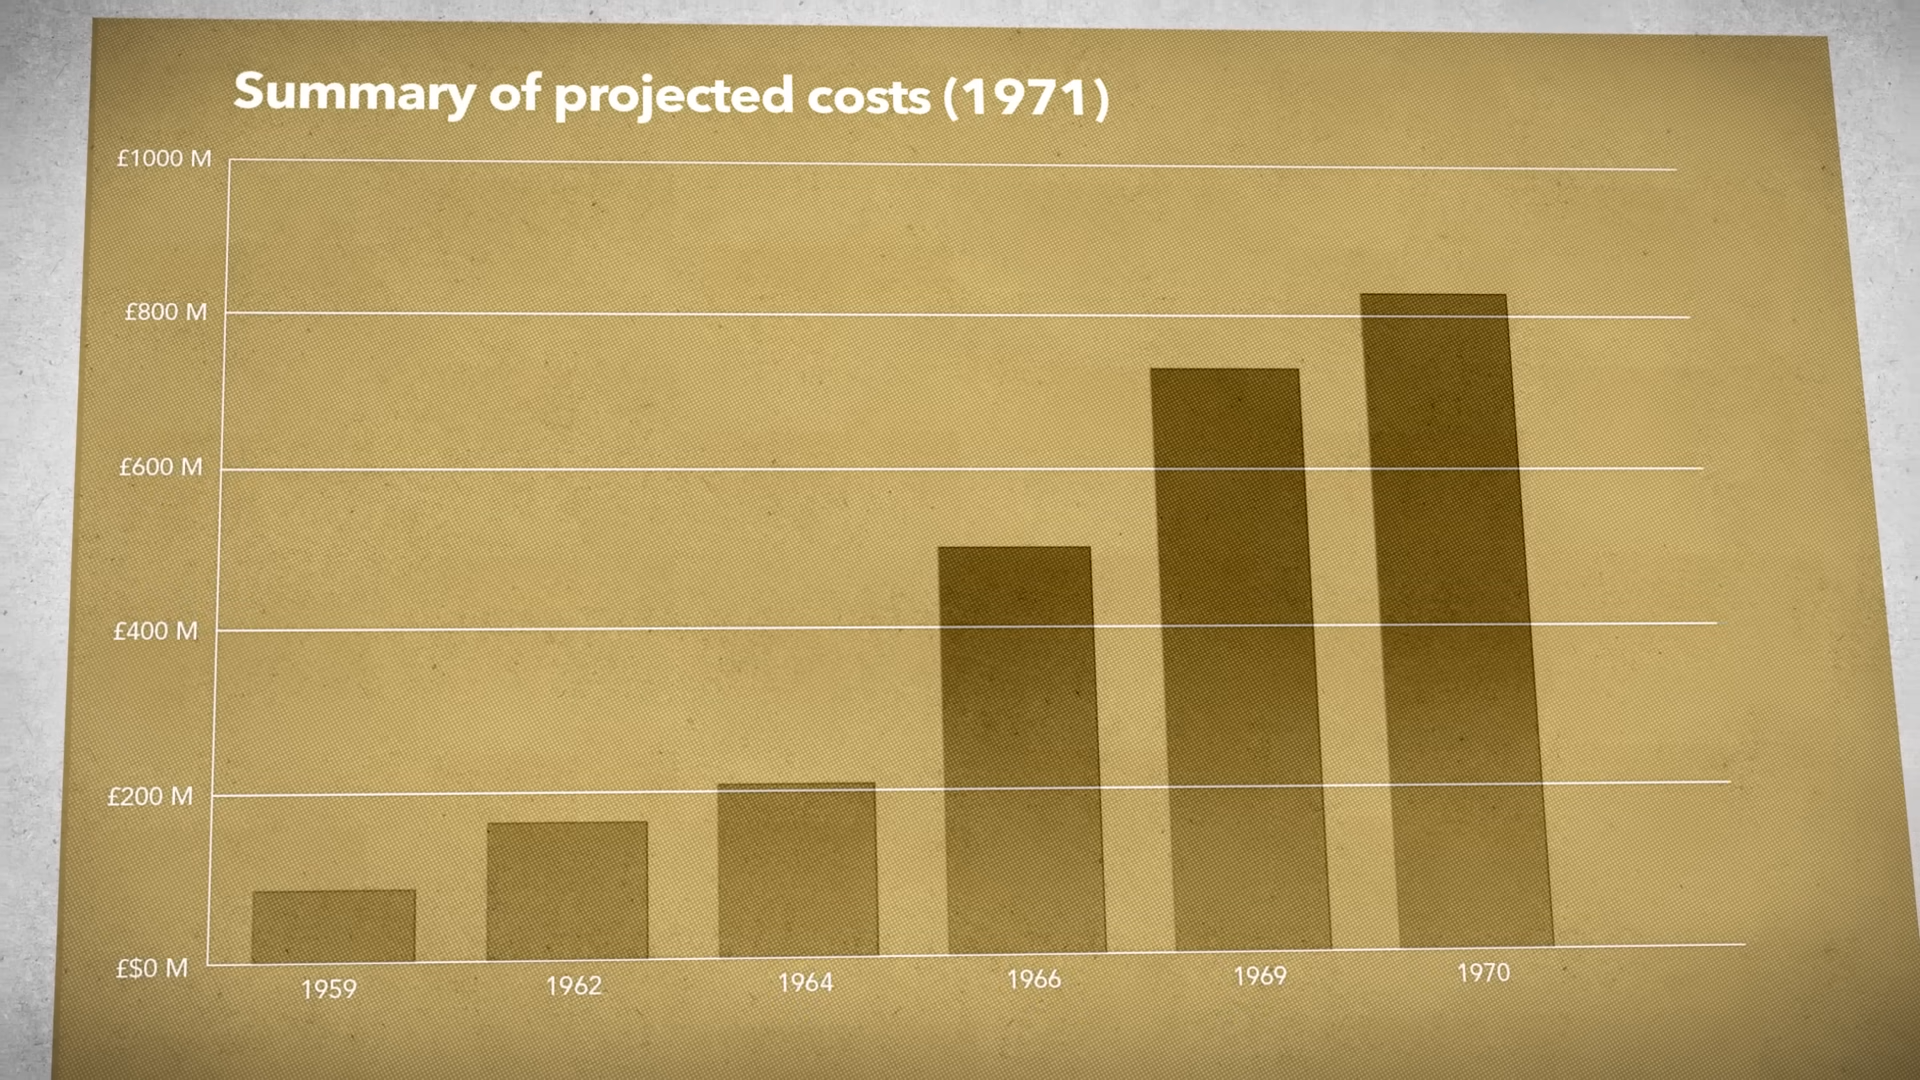 Summary of projected costs (1971)
£1000 M
£800 M
£600 M
£400 M
£200 M
£$0 M
1959 1962 1964 1966 1969 1970